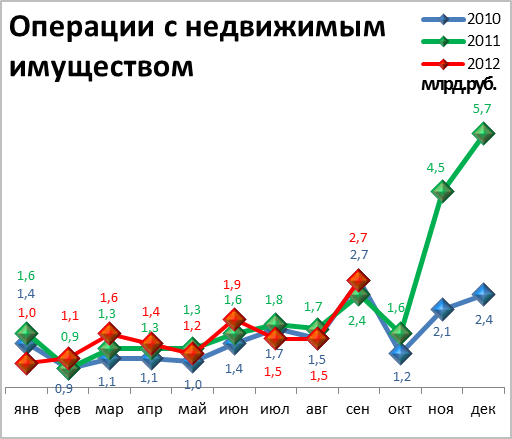 Операции с недвижимым
имуществом
2010
2011
2012
млрд.руб.
5,7
4,5
2,7
2,7
1,9
1,6 1,6 1,6 1,8 1,7 1,6
1,4 1,4 1,3
1,0 1,1 1,3 1,3 1,2 2,4
0,9 1,7 1,5 2,1 2,4
0,9 1,1 1,1 1,0 1,4 1,5 1,5 1,2
янв фев мар апр май июн июл авг сен окт ноя дек